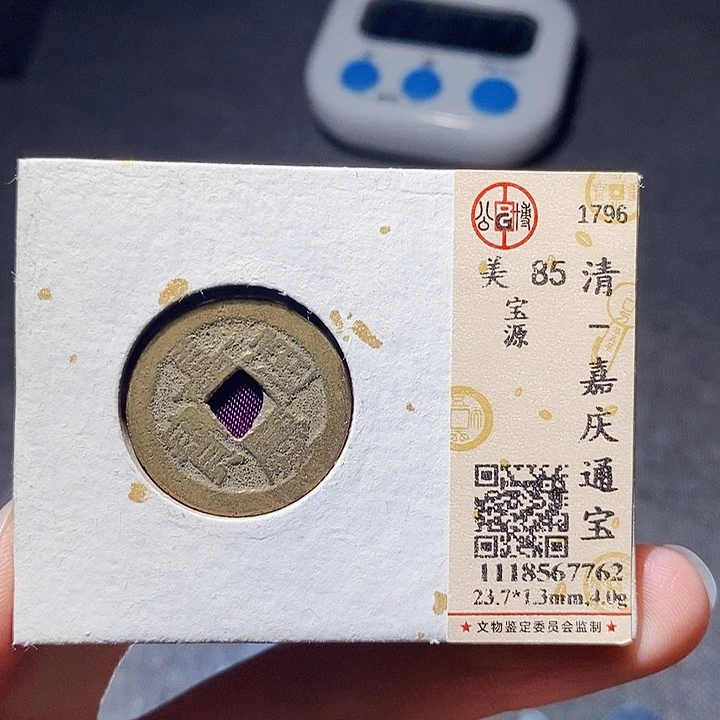 公博
G
1796
清-嘉庆通宝
美 85
宝源
1118567762
23.7*1.3mm,4.0g
★文物鉴定委员会监制★